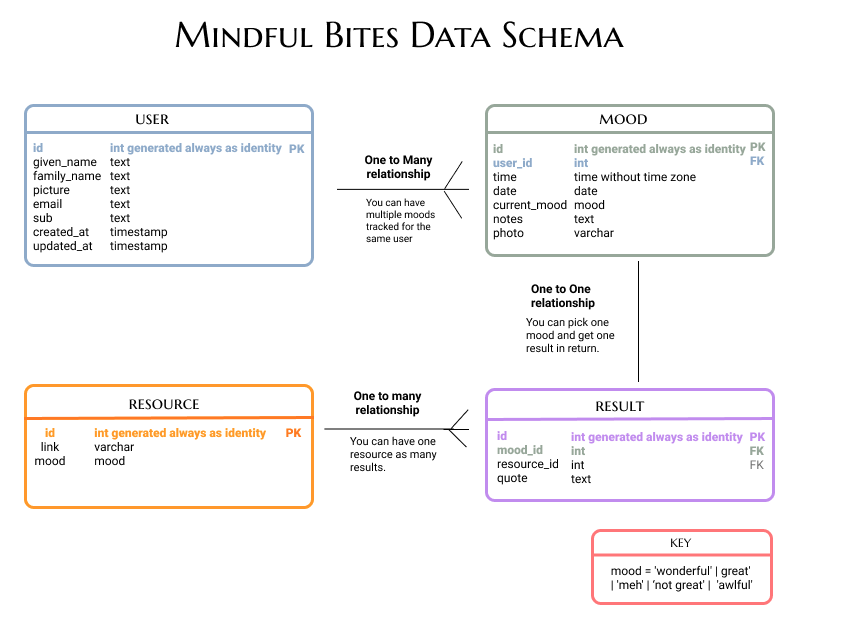 Mindful Bites Data Schema
USER
id int generated always as identity PK
given_name text
family_name text
picture text
email text
sub text
created_at timestamp
updated_at timestamp
One to Many
relationship
You can have
multiple moods
tracked for the
same user
MOOD
id int generated always as identity PK
user_id int FK
time time without time zone
date date
current_mood mood
notes text
photo varchar
One to One
relationship
You can pick one
mood and get one
result in return.
RESOURCE
id int generated always as identity PK
link varchar
mood mood
One to many
relationship
You can have one
resource as many
results.
RESULT
id int generated always as identity PK
mood_id int FK
resource_id int FK
quote text
KEY
mood = 'wonderful' | great'
| 'meh' | 'not great' | 'awlful'